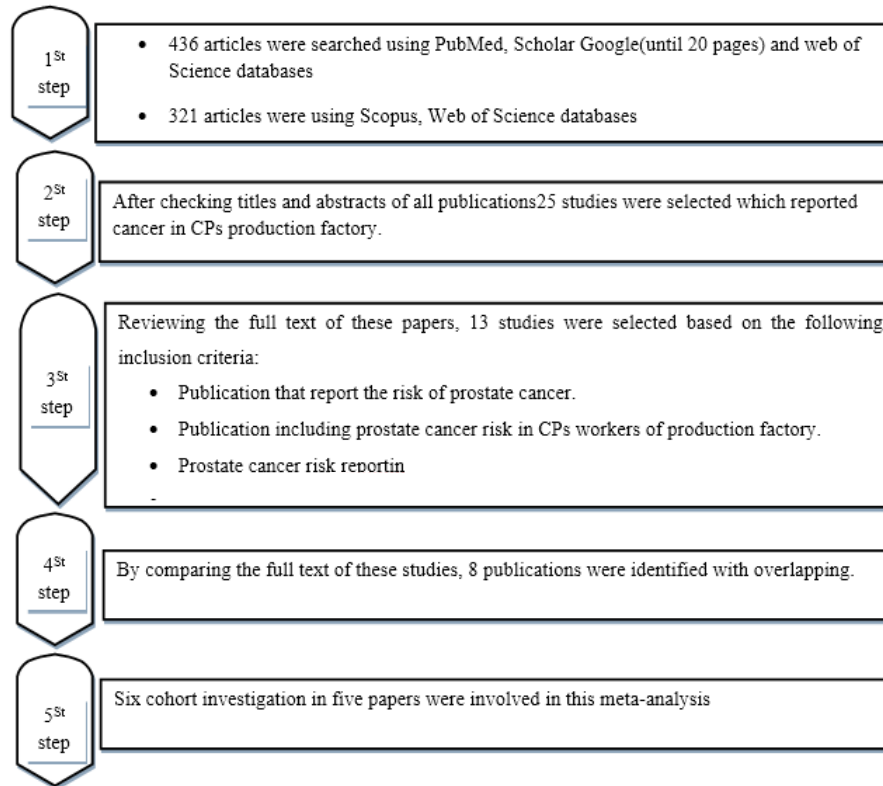 1St
step
• 436 articles were searched using PubMed, Scholar Google(until 20 pages) and web of
Science databases
• 321 articles were using Scopus, Web of Science databases
2St
step
After checking titles and abstracts of all publications25 studies were selected which reported
cancer in CPs production factory.
3St
step
Reviewing the full text of these papers, 13 studies were selected based on the following
inclusion criteria:
• Publication that report the risk of prostate cancer.
• Publication including prostate cancer risk in CPs workers of production factory.
• Prostate cancer risk reportin
4St
step
By comparing the full text of these studies, 8 publications were identified with overlapping.
5St
step
Six cohort investigation in five papers were involved in this meta-analysis